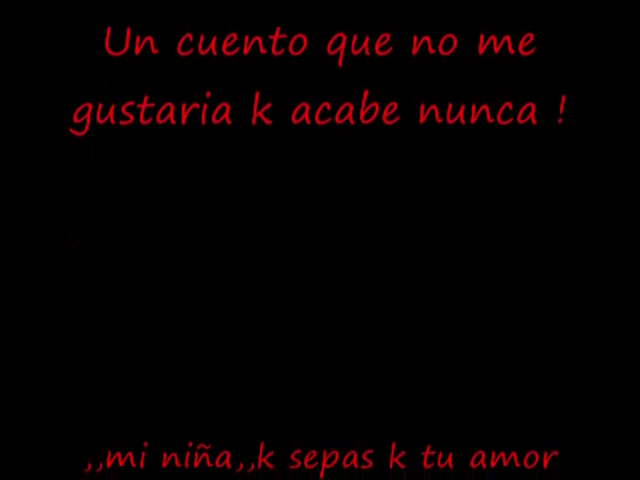 Un cuento que no me
gustaria k acabe nunca !
,,mi niña,,k sepas k tu amor